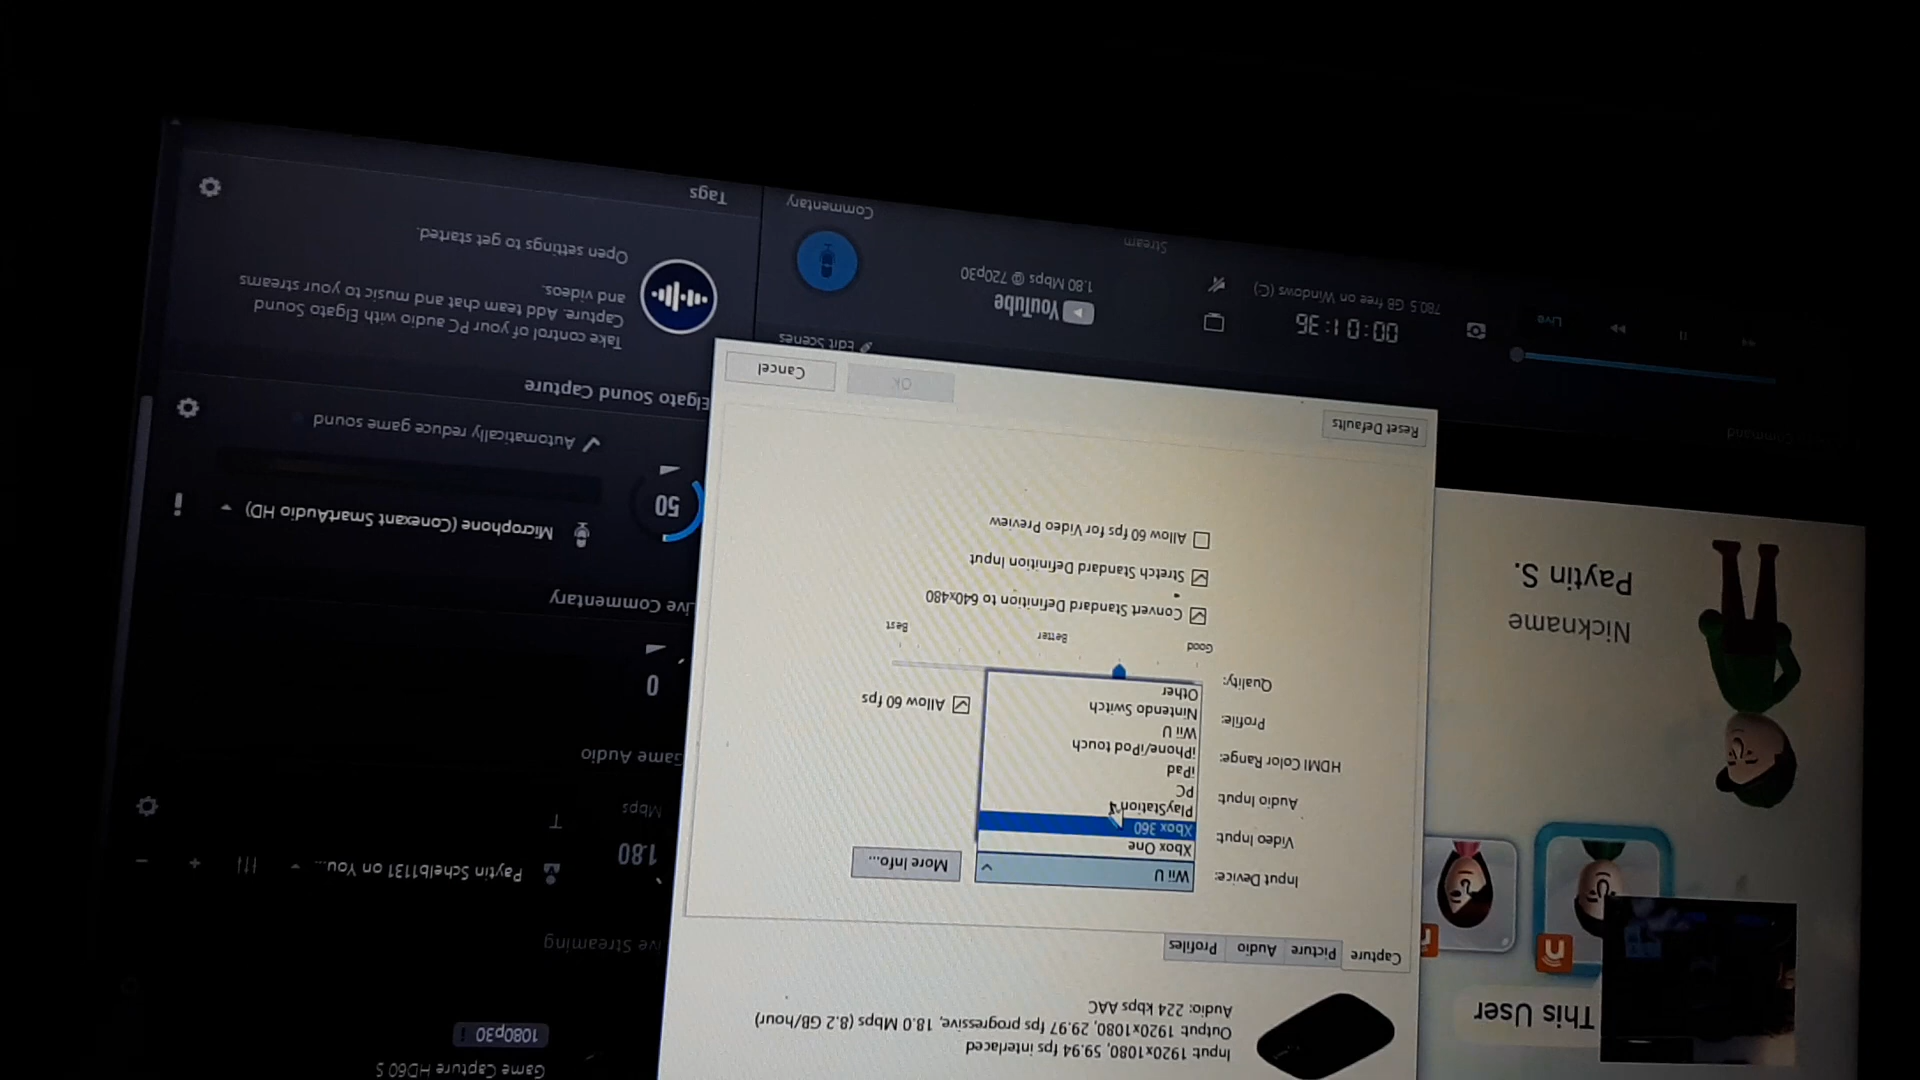 Game Capture HD60 S
1080p30
Live Streaming
Paytin Schelb1131 on You...
1.80
Mbps
Game Audio
0
Live Commentary
Microphone (Conexant SmartAudio HD)
50
Automatically reduce game sound
Elgato Sound Capture
Take control of your PC audio with Elgato Sound
Capture. Add team chat and music to your streams
and videos.
Open settings to get started.
Tags
Input: 1920x1080, 59.94 fps interlaced
Output: 1920x1080, 29.97 fps progressive, 18.0 Mbps (8.2 GB/hour)
Audio: 224 kbps AAC
Capture
Picture
Audio
Profiles
Input Device:
Wii U
More Info...
Video Input:
Audio Input:
HDMI Color Range:
Profile:
Quality:
Xbox One
Xbox 360
PlayStation
PC
iPad
iPhone/iPod touch
Wii U
Nintendo Switch
Other
Allow 60 fps
Good
Better
Best
Convert Standard Definition to 640x480
Stretch Standard Definition Input
Allow 60 fps for Video Preview
Reset Defaults
OK
Cancel
This User
Nickname
Paytin S.
Edit Scenes
Live
00:01:36
780.5 GB free on Windows (C:)
YouTube
1.80 Mbps @ 720p30
Stream
Commentary